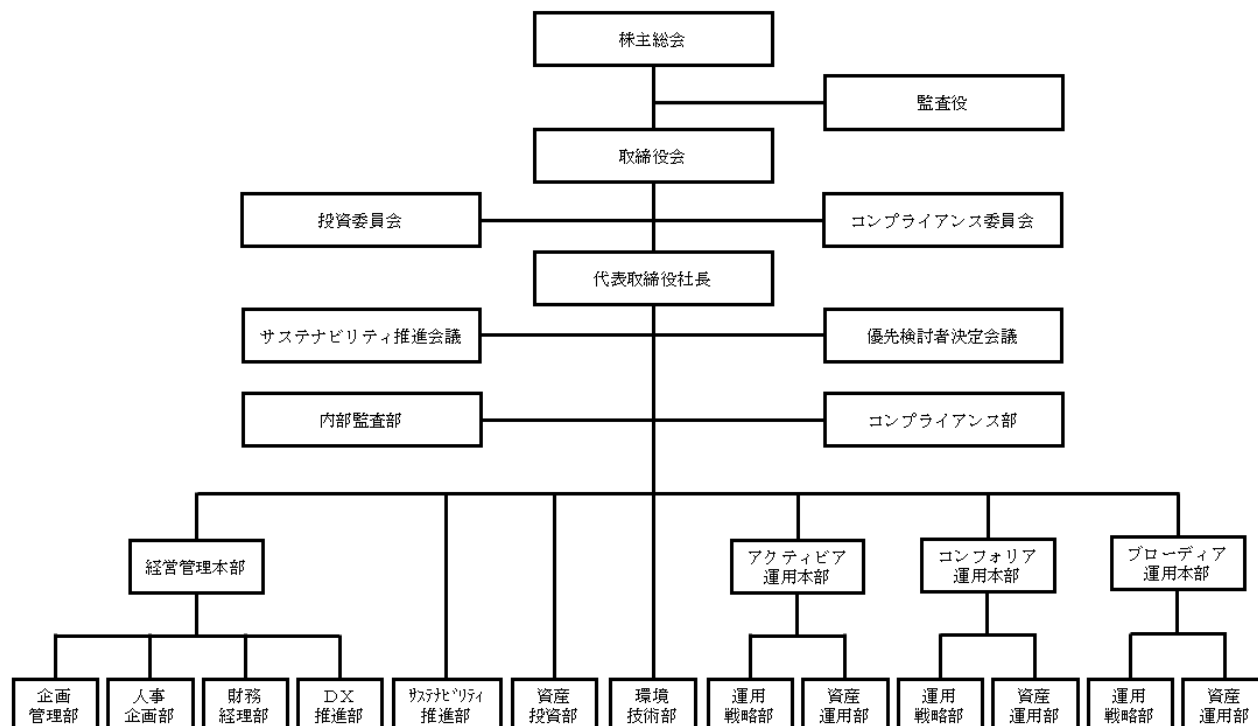 株主総会
監査役
取締役会
投資委員会
コンプライアンス委員会
代表取締役社長
サステナビリティ推進会議
優先検討者決定会議
内部監査部
コンプライアンス部
経営管理本部
アクティビア
運用本部
コンフォリア
運用本部
ブローディア
運用本部
企画
管理部
人事
企画部
財務
経理部
DX
推進部
ｻｽﾃﾅﾋﾞﾘﾃｨ
推進部
資産
投資部
環境
技術部
運用
戦略部
資産
運用部
運用
戦略部
資産
運用部
運用
戦略部
資産
運用部